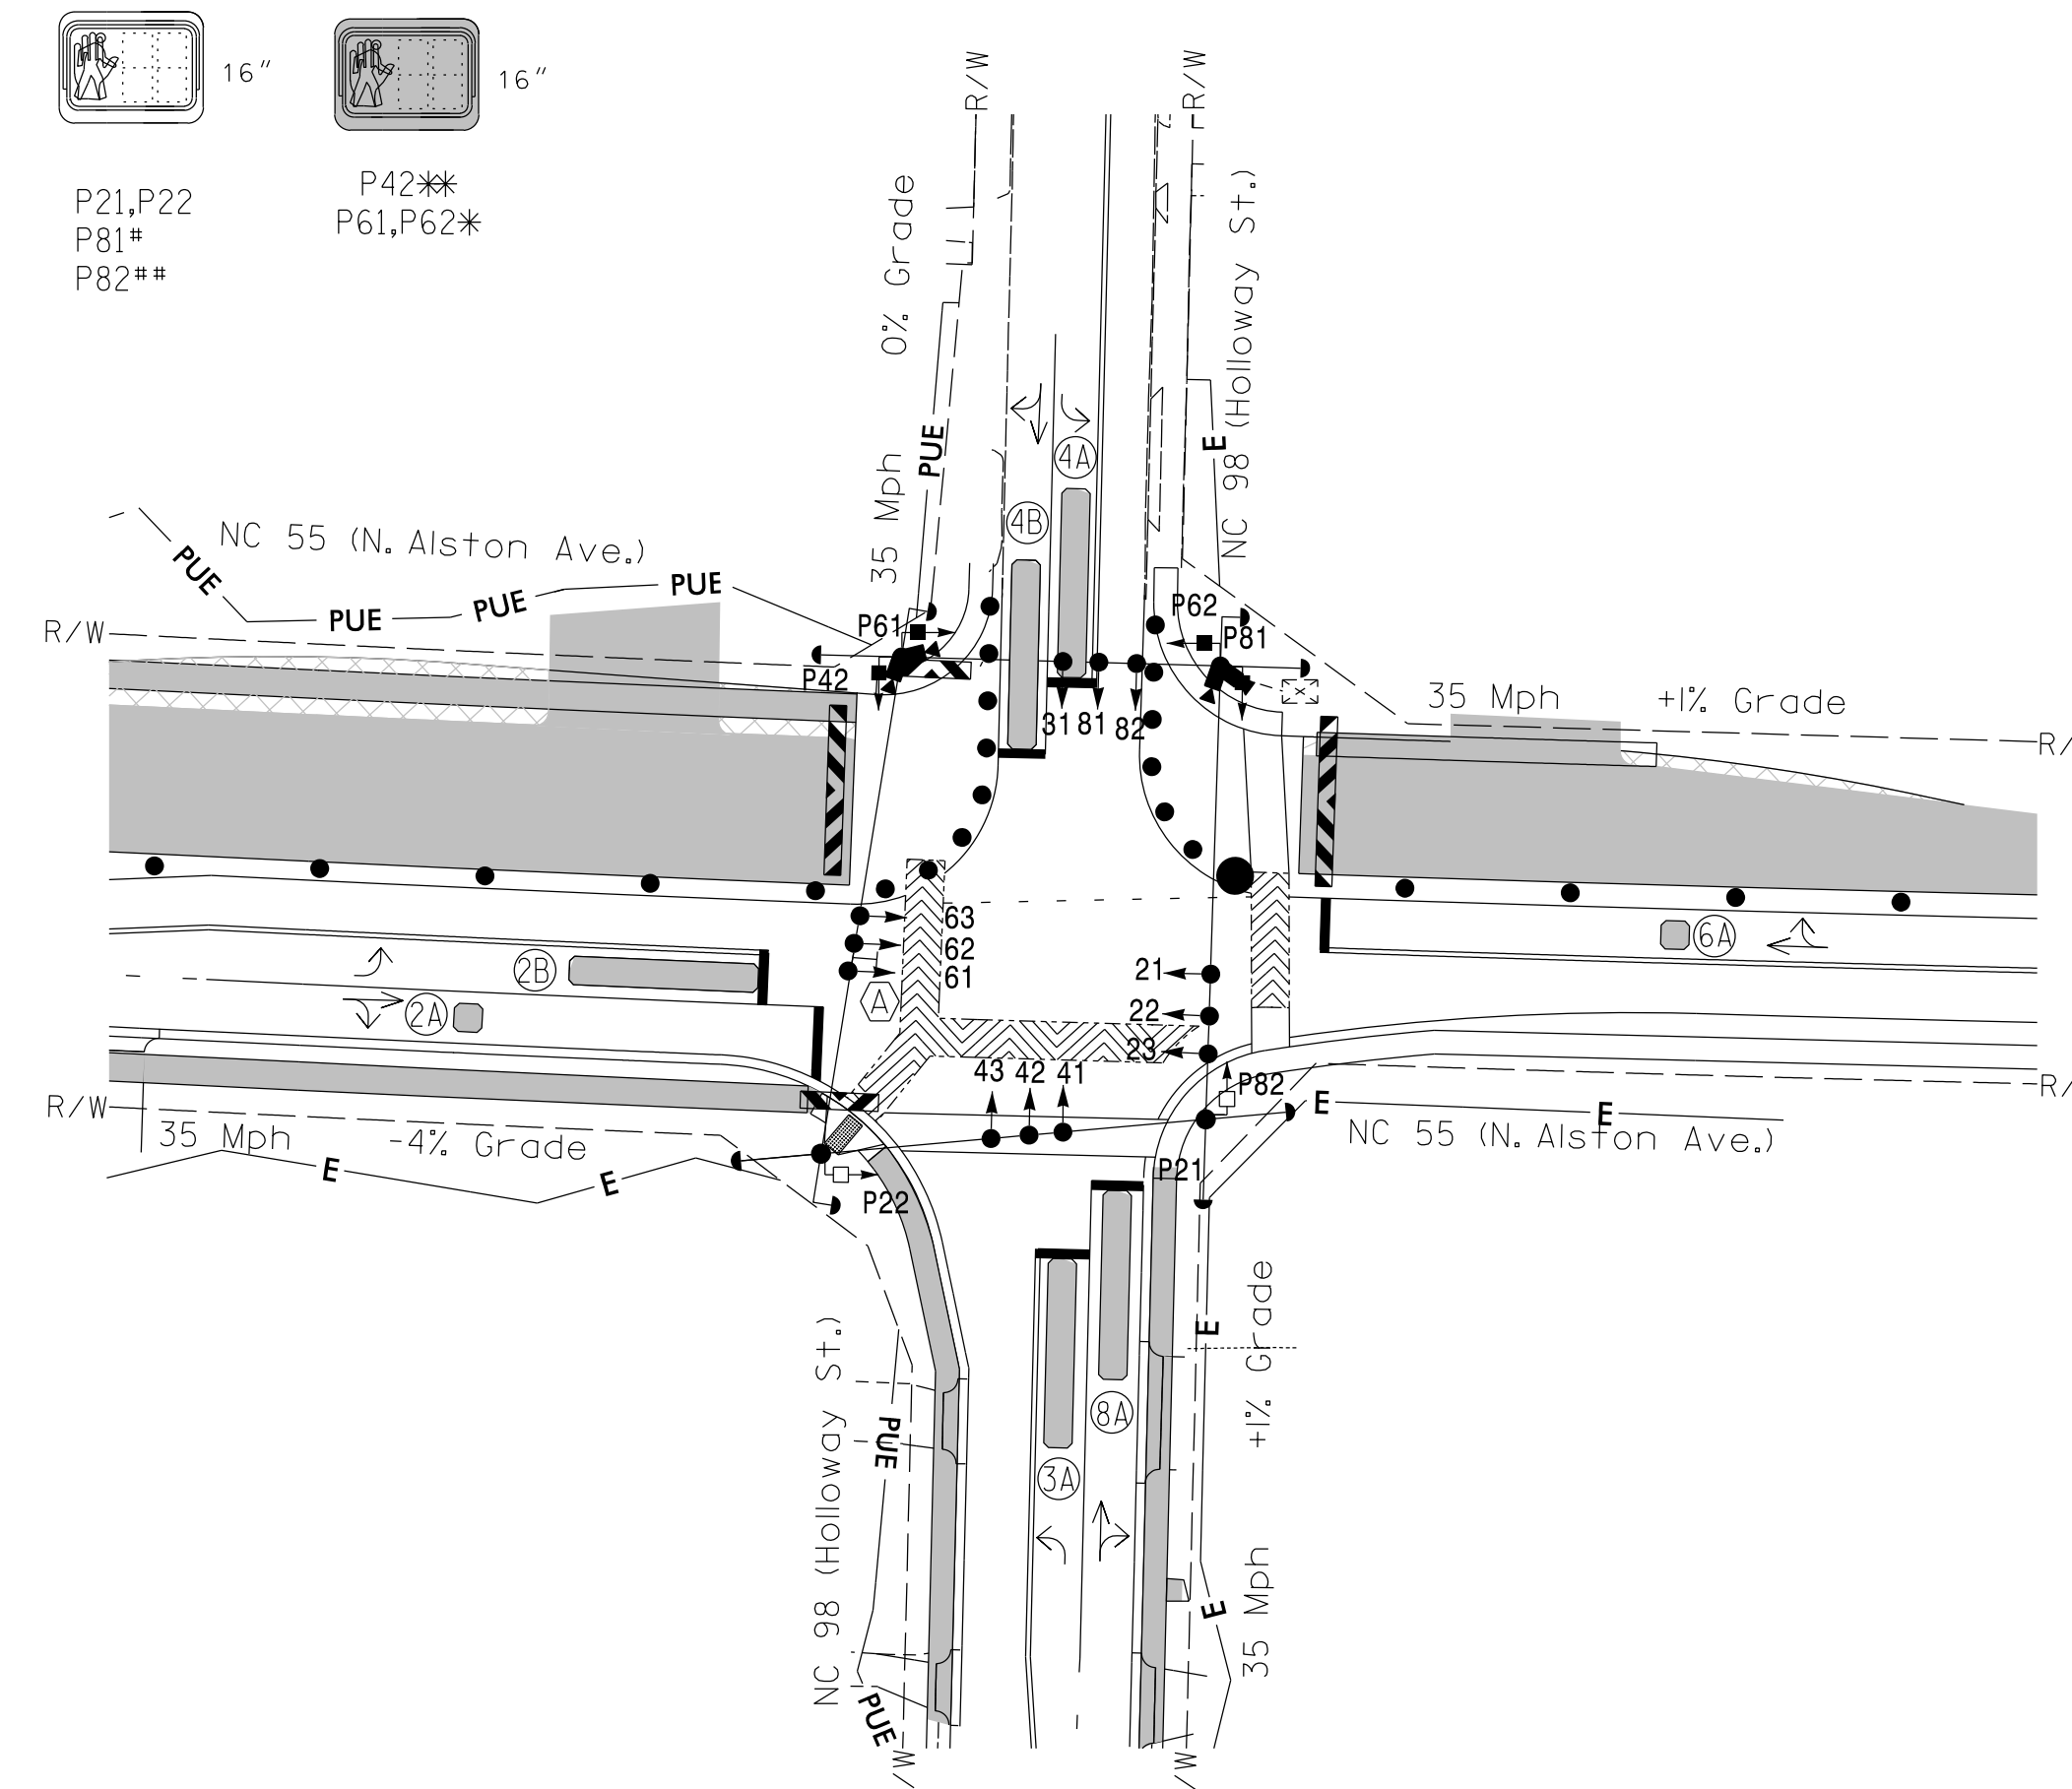 16"
16"
P21,P22
P81#
P82##
P42**
P61,P62*
R/W
R/W
0% Grade
35 Mph
PUE
NC 98 (Holloway St.)
E
4A
4B
NC 55 (N. Alston Ave.)
PUE
PUE
PUE
PUE
R/W
P61
P42
P62
P81
31
81
82
35 Mph
+1% Grade
R/
63
62
61
A
2B
2A
21
22
23
6A
43
42
41
P82
R/W
35 Mph
-4% Grade
E
E
P22
P21
E
E
NC 55 (N. Alston Ave.)
R/
3A
8A
NC 98 (Holloway St.)
PUE
PUE
E
+1% Grade
35 Mph
E
/W
/W